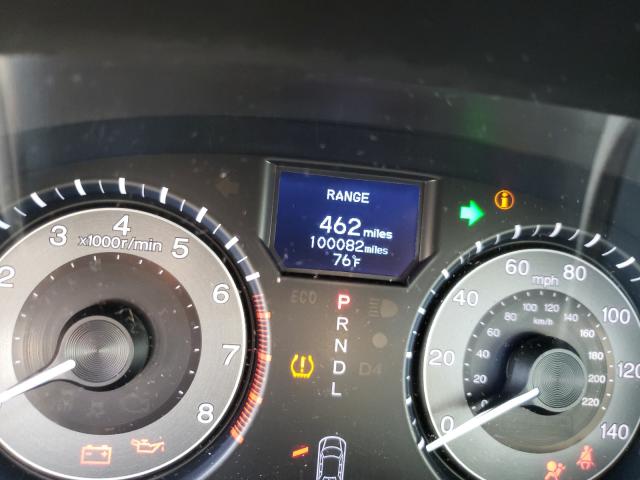 RANGE
462 miles
100082 miles
76°F
2 3 4 5 6 7 8
x1000r/min
ECO
P
R
N
D D4
L
0 20 40 60 80 100 120 140
mph
20 40 60 80 100 120 140 160 180 200 220
km/h